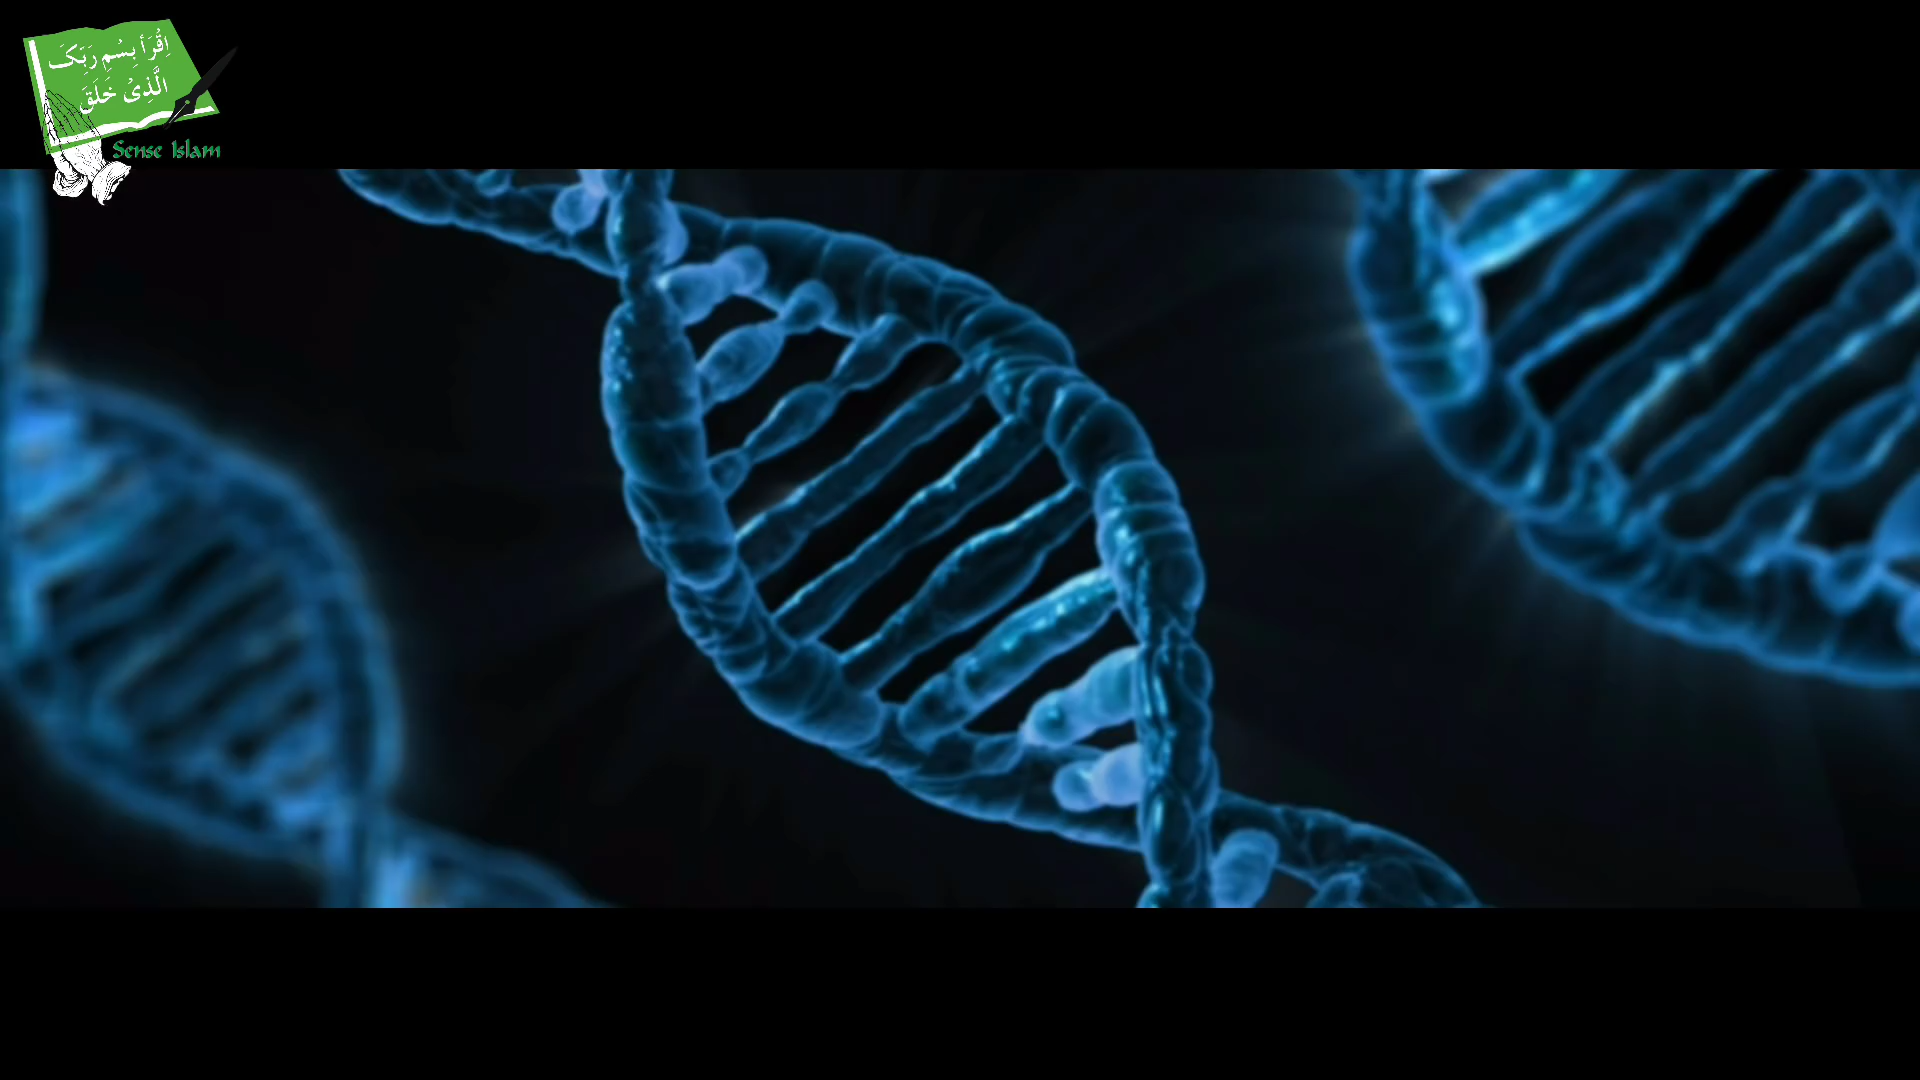 اِقْرَأ بِسْمِ رَبِّکَ
الَّذِیْ خَلَقَ
Sense Islam